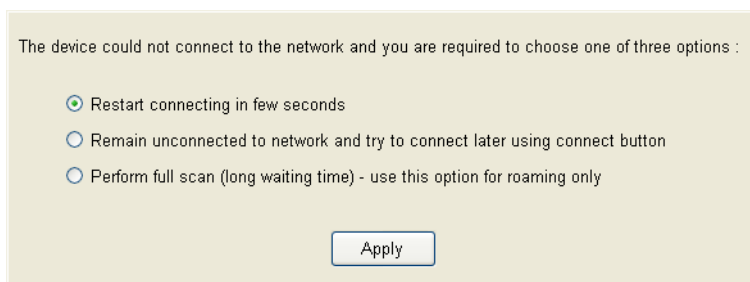 The device could not connect to the network and you are required to choose one of three options :
Restart connecting in few seconds
Remain unconnected to network and try to connect later using connect button
Perform full scan (long waiting time) - use this option for roaming only
Apply